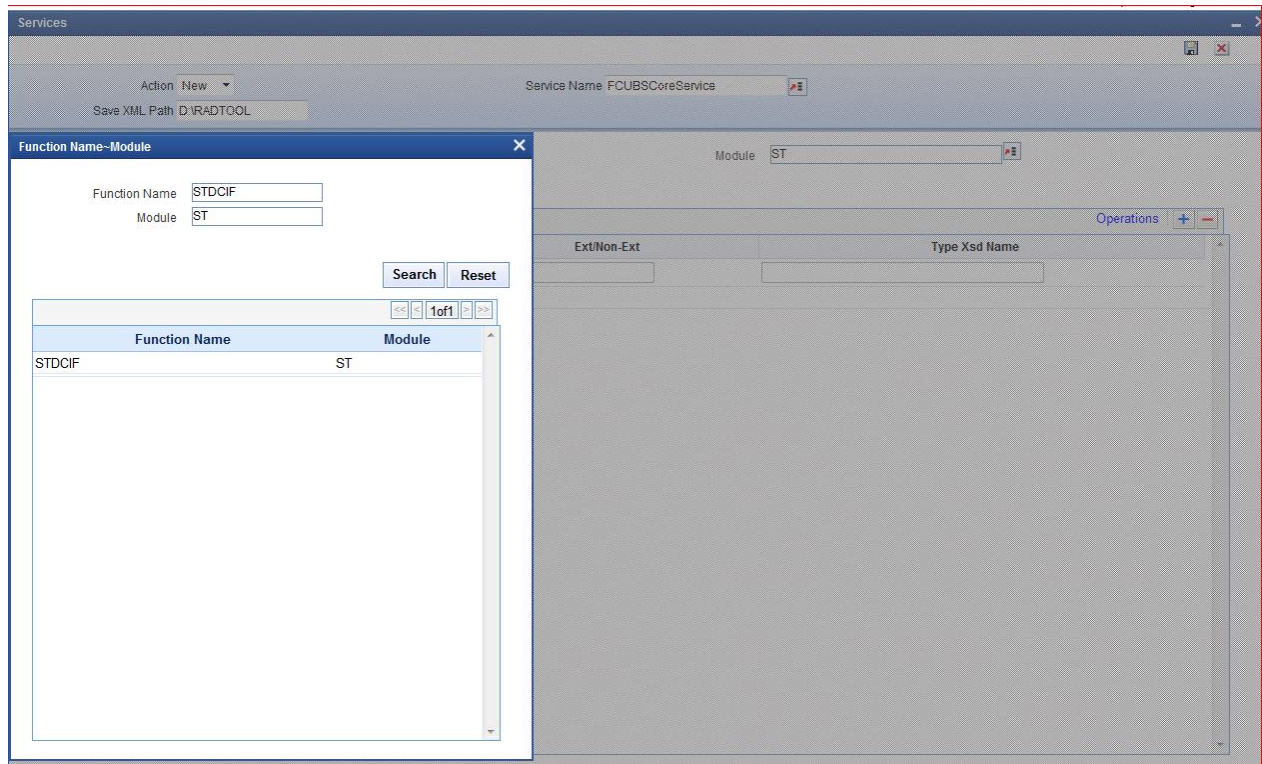 Services
Action New
Service Name FCUBSCoreService
Save XML Path D:\RADTOOL
Function Name~Module
Module ST
Function Name STDCIF
Module ST
Operations
Ext/Non-Ext Type Xsd Name
Search Reset
<< < 1of1 > >>
Function Name Module
STDCIF ST